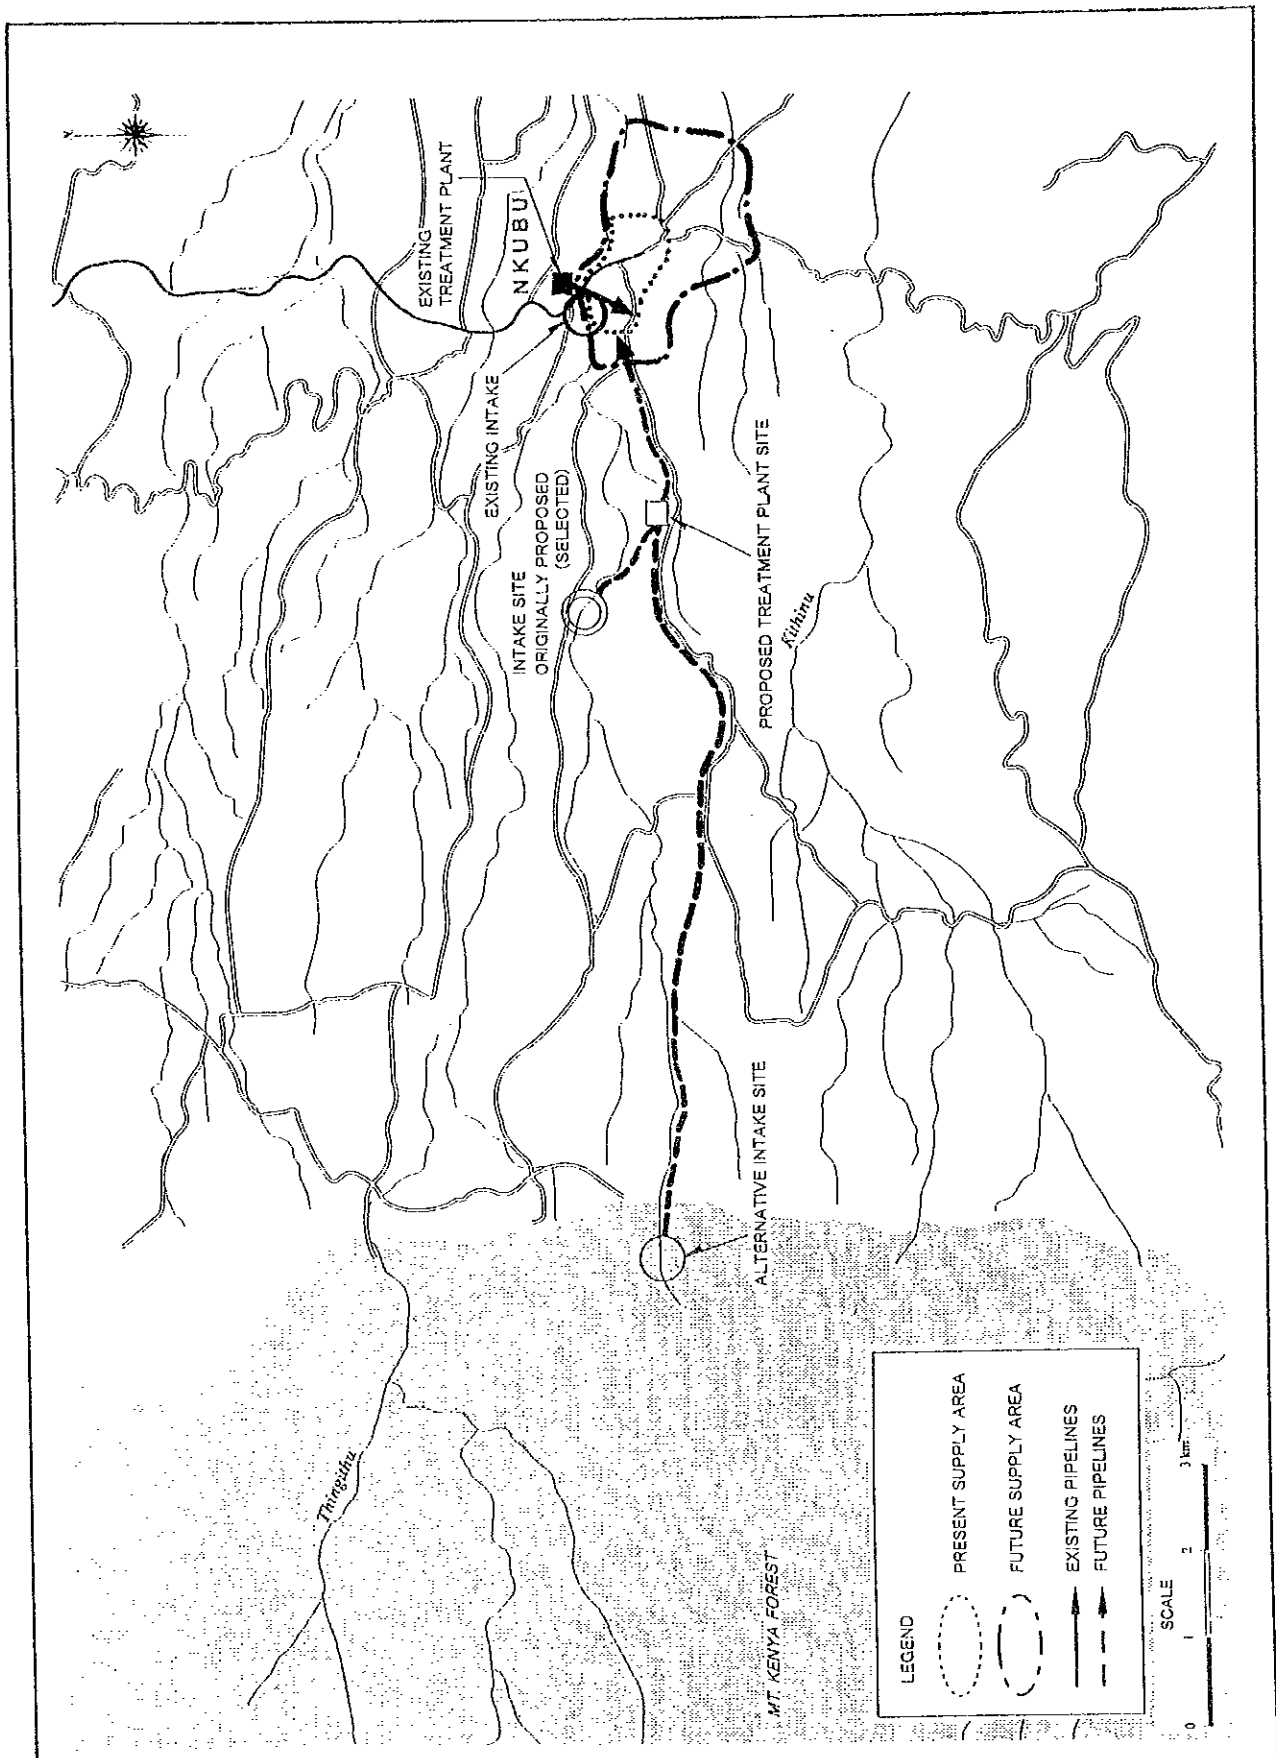 EXISTING
TREATMENT PLANT
NKUBU
EXISTING INTAKE
INTAKE SITE
ORIGINALLY PROPOSED
(SELECTED)
PROPOSED TREATMENT PLANT SITE
Kithinu
ALTERNATIVE INTAKE SITE
Thingithu
MT. KENYA FOREST
LEGEND
PRESENT SUPPLY AREA
FUTURE SUPPLY AREA
EXISTING PIPELINES
FUTURE PIPELINES
SCALE
0 1 2 3 km